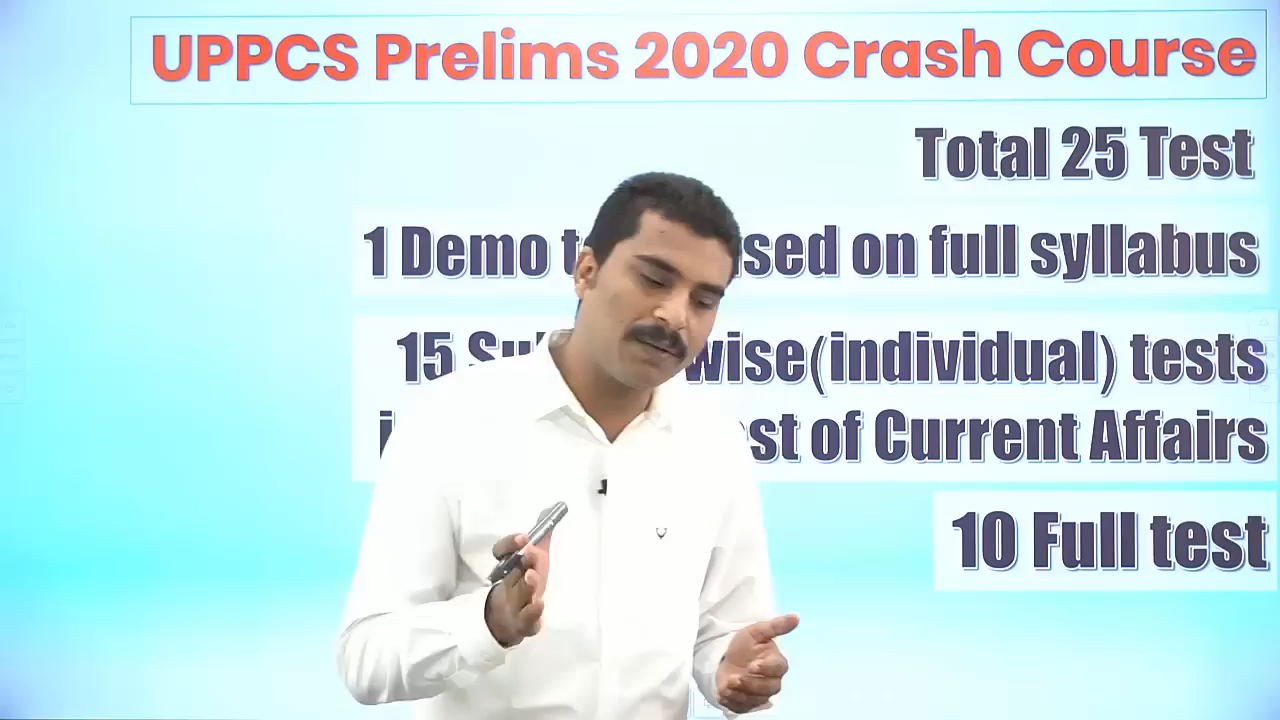 UPPCS Prelims 2020 Crash Course
Total 25 Test
1 Demo sed on full syllabus
15 wise(individual) tests
st of Current Affairs
10 Full test